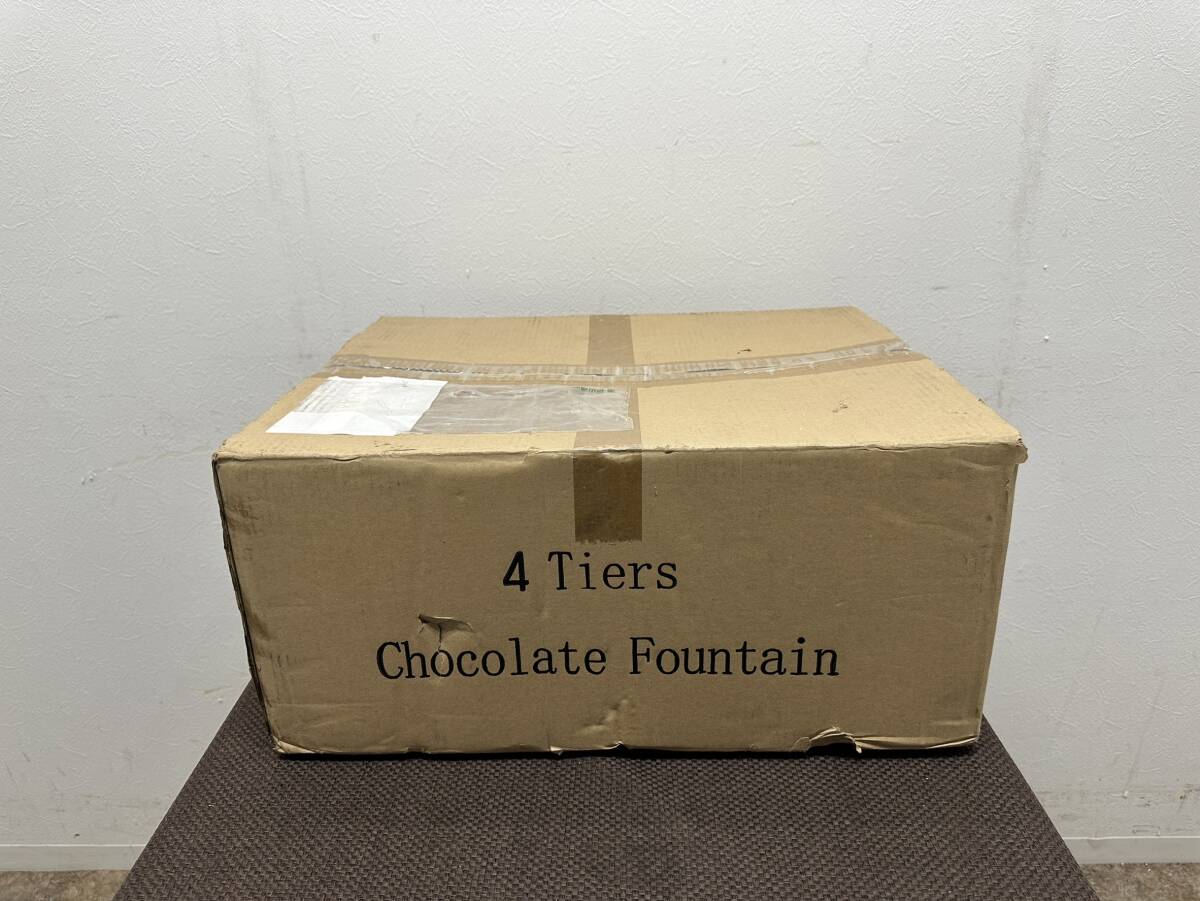 4 Tiers
Chocolate Fountain